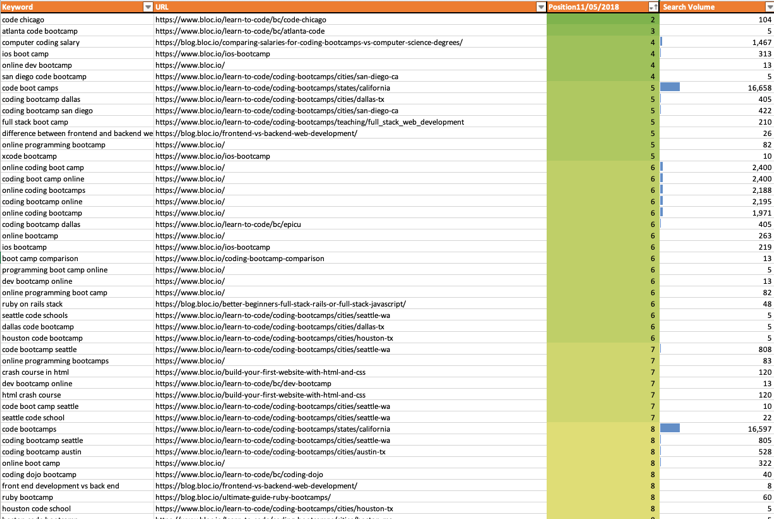 Keyword URL Position11/05/2018 Search Volume
code chicago https://www.bloc.io/learn-to-code/bc/code-chicago 2 104
atlanta code bootcamp https://www.bloc.io/learn-to-code/bc/atlanta-code 3 5
computer coding salary https://blog.bloc.io/comparing-salaries-for-coding-bootcamps-vs-computer-science-degrees/ 4 1,467
ios boot camp https://www.bloc.io/ios-bootcamp 4 313
online dev bootcamp https://www.bloc.io/ 4 13
san diego code bootcamp https://www.bloc.io/learn-to-code/coding-bootcamps/cities/san-diego-ca 4 5
code boot camps https://www.bloc.io/learn-to-code/coding-bootcamps/states/california 5 16,658
coding bootcamp dallas https://www.bloc.io/learn-to-code/coding-bootcamps/cities/dallas-tx 5 405
coding bootcamp san diego https://www.bloc.io/learn-to-code/coding-bootcamps/cities/san-diego-ca 5 422
full stack boot camp https://www.bloc.io/learn-to-code/coding-bootcamps/teaching/full_stack_web_development 5 210
difference between frontend and backend we https://blog.bloc.io/frontend-vs-backend-web-development/ 5 26
online programming bootcamp https://www.bloc.io/ 5 82
xcode bootcamp https://www.bloc.io/ios-bootcamp 5 10
online coding boot camp https://www.bloc.io/ 6 2,400
coding boot camp online https://www.bloc.io/ 6 2,400
online coding bootcamps https://www.bloc.io/ 6 2,188
coding bootcamp online https://www.bloc.io/ 6 2,195
online coding bootcamp https://www.bloc.io/ 6 1,971
coding bootcamp dallas https://www.bloc.io/learn-to-code/bc/epicu 6 405
online bootcamp https://www.bloc.io/ 6 263
ios bootcamp https://www.bloc.io/ios-bootcamp 6 219
boot camp comparison https://www.bloc.io/coding-bootcamp-comparison 6 13
programming boot camp online https://www.bloc.io/ 6 5
dev bootcamp online https://www.bloc.io/ 6 13
online programming boot camp https://www.bloc.io/ 6 82
ruby on rails stack https://blog.bloc.io/better-beginners-full-stack-rails-or-full-stack-javascript/ 6 48
seattle code schools https://www.bloc.io/learn-to-code/coding-bootcamps/cities/seattle-wa 6 5
dallas code bootcamp https://www.bloc.io/learn-to-code/coding-bootcamps/cities/dallas-tx 6 5
houston code bootcamp https://www.bloc.io/learn-to-code/coding-bootcamps/cities/houston-tx 6 5
code bootcamp seattle https://www.bloc.io/learn-to-code/coding-bootcamps/cities/seattle-wa 7 808
online programming bootcamps https://www.bloc.io/ 7 83
crash course in html https://www.bloc.io/build-your-first-website-with-html-and-css 7 120
dev bootcamp online https://www.bloc.io/learn-to-code/bc/dev-bootcamp 7 13
html crash course https://www.bloc.io/build-your-first-website-with-html-and-css 7 120
code boot camp seattle https://www.bloc.io/learn-to-code/coding-bootcamps/cities/seattle-wa 7 10
seattle code school https://www.bloc.io/learn-to-code/coding-bootcamps/cities/seattle-wa 7 22
code bootcamps https://www.bloc.io/learn-to-code/coding-bootcamps/states/california 8 16,597
coding bootcamp seattle https://www.bloc.io/learn-to-code/coding-bootcamps/cities/seattle-wa 8 805
coding bootcamp austin https://www.bloc.io/learn-to-code/coding-bootcamps/cities/austin-tx 8 528
online boot camp https://www.bloc.io/ 8 322
coding dojo bootcamp https://www.bloc.io/learn-to-code/bc/coding-dojo 8 40
front end development vs back end https://blog.bloc.io/frontend-vs-backend-web-development/ 8 8
ruby bootcamp https://blog.bloc.io/ultimate-guide-ruby-bootcamps/ 8 60
houston code school https://www.bloc.io/learn-to-code/coding-bootcamps/cities/houston-tx 8 5